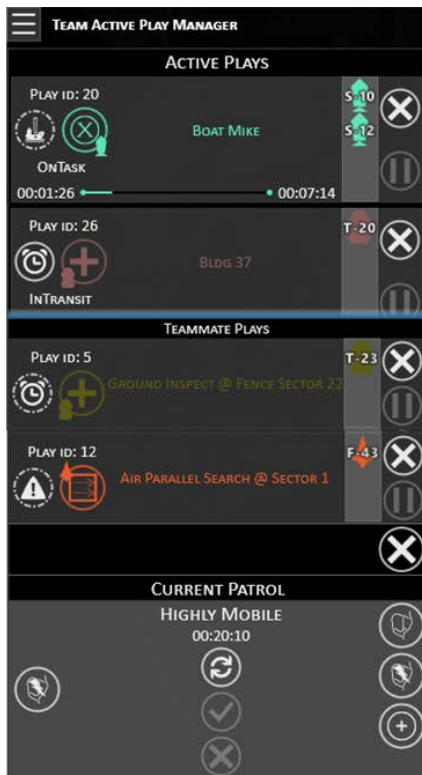 Team Active Play Manager
Active Plays
Play id: 20
S-10
Boat Mike
S-12
OnTask
00:01:26
00:07:14
Play id: 26
T-20
Bldg 37
InTransit
Teammate Plays
Play id: 5
T-23
Ground Inspect @ Fence Sector 22
Play id: 12
F-43
Air Parallel Search @ Sector 1
Current Patrol
Highly Mobile
00:20:10